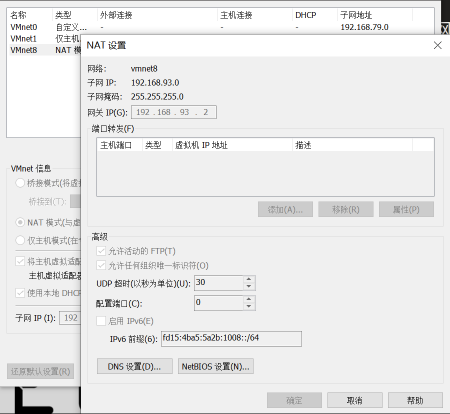 名称 类型 外部连接 主机连接 DHCP 子网地址
VMnet0 自定义... - - - 192.168.79.0
VMnet1 仅主机
VMnet8 NAT 模
NAT 设置
网络: vmnet8
子网 IP: 192.168.93.0
子网掩码: 255.255.255.0
网关 IP(G): 192 . 168 . 93 . 2
端口转发(F)
主机端口 类型 虚拟机 IP 地址 描述
添加(A)... 移除(R) 属性(P)
高级
允许活动的 FTP(T)
允许任何组织唯一标识符(O)
UDP 超时(以秒为单位)(U): 30
配置端口(C): 0
启用 IPv6(E)
IPv6 前缀(6): fd15:4ba5:5a2b:1008::/64
DNS 设置(D)... NetBIOS 设置(N)...
确定 取消 帮助
VMnet 信息
桥接模式(将虚
桥接到(T):
NAT 模式(与虚
仅主机模式(在
将主机虚拟适配
主机虚拟适配器
使用本地 DHCP
子网 IP (I): 192
还原默认设置(R)